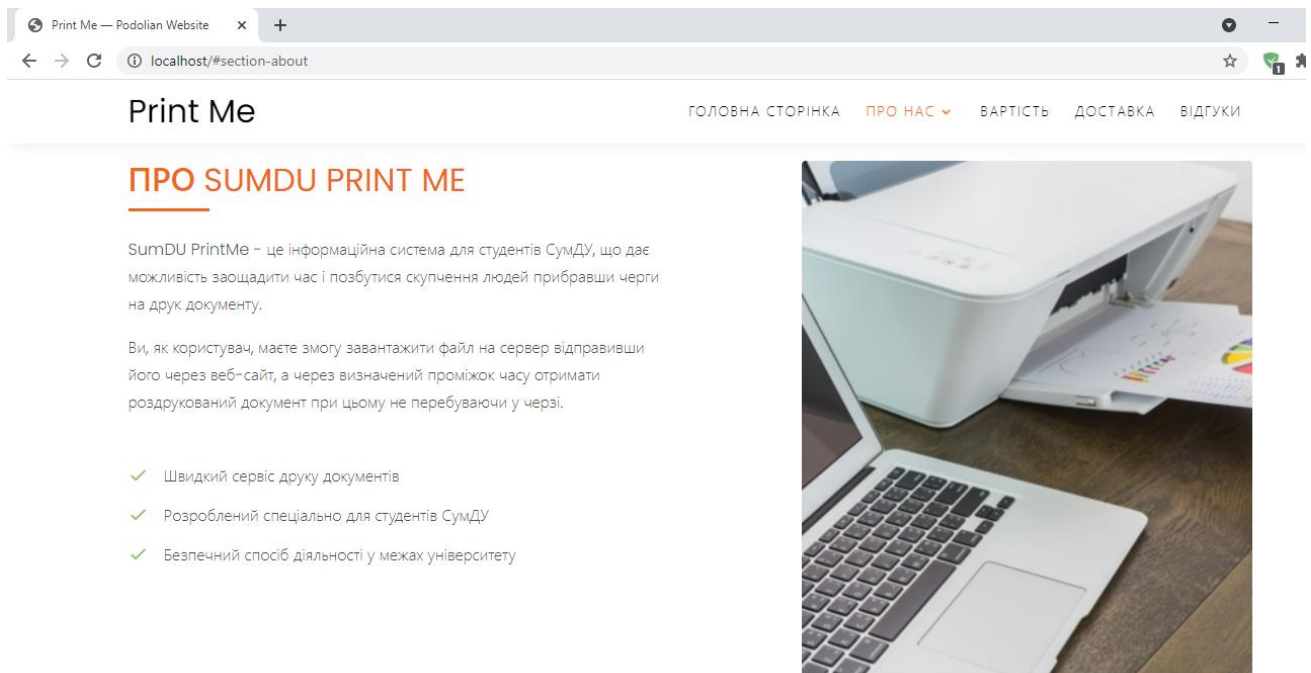 Print Me — Podolian Website
localhost/#section-about
1
Print Me
ГОЛОВНА СТОРІНКА ПРО НАС ВАРТІСТЬ ДОСТАВКА ВІДГУКИ
ПРО SUMDU PRINT ME
SumDU PrintMe - це інформаційна система для студентів СумДУ, що дає
можливість заощадити час і позбутися скупчення людей прибравши черги
на друк документу.
Ви, як користувач, маєте змогу завантажити файл на сервер відправивши
його через веб-сайт, а через визначений проміжок часу отримати
роздрукований документ при цьому не перебуваючи у черзі.
Швидкий сервіс друку документів
Розроблений спеціально для студентів СумДУ
Безпечний спосіб діяльності у межах університету